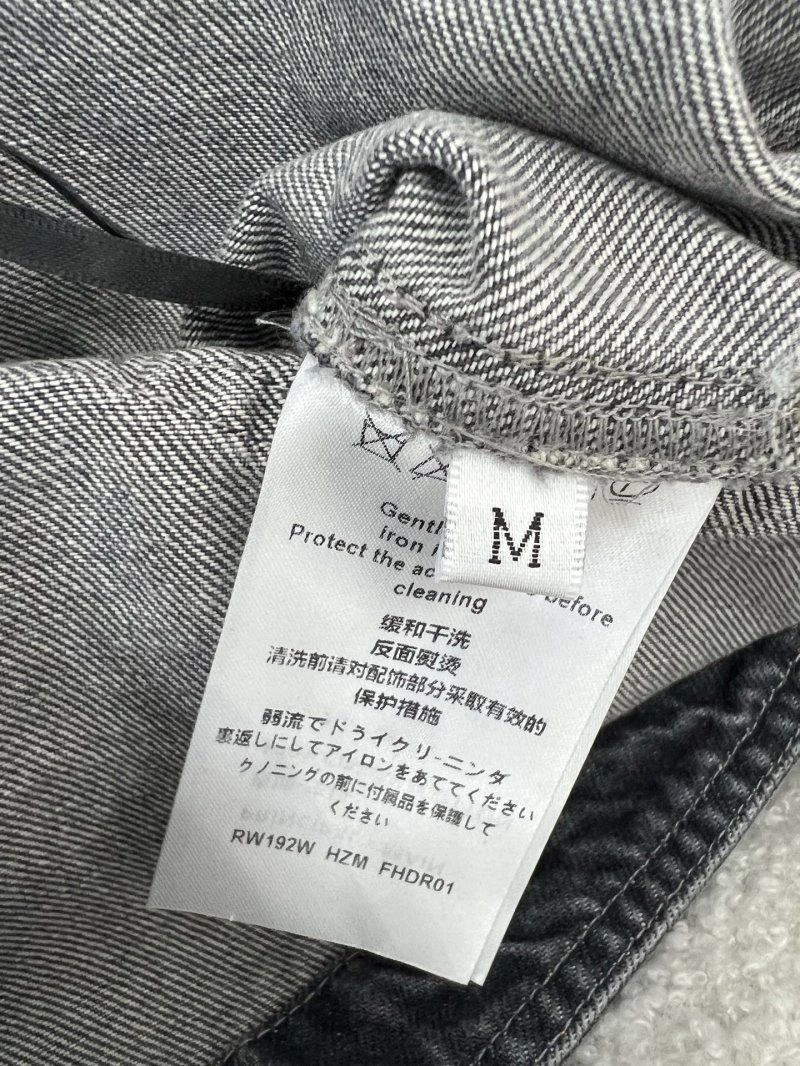 M
Gentl
iron i
Protect the ac before
cleaning
缓和干洗
反面熨烫
清洗前请对配饰部分采取有效的
保护措施
弱流でドライクリーニンダ
裏返しにしてアイロンをあててください
クノニングの前に付属品を保護して
ください
RW192W HZM FHDR01